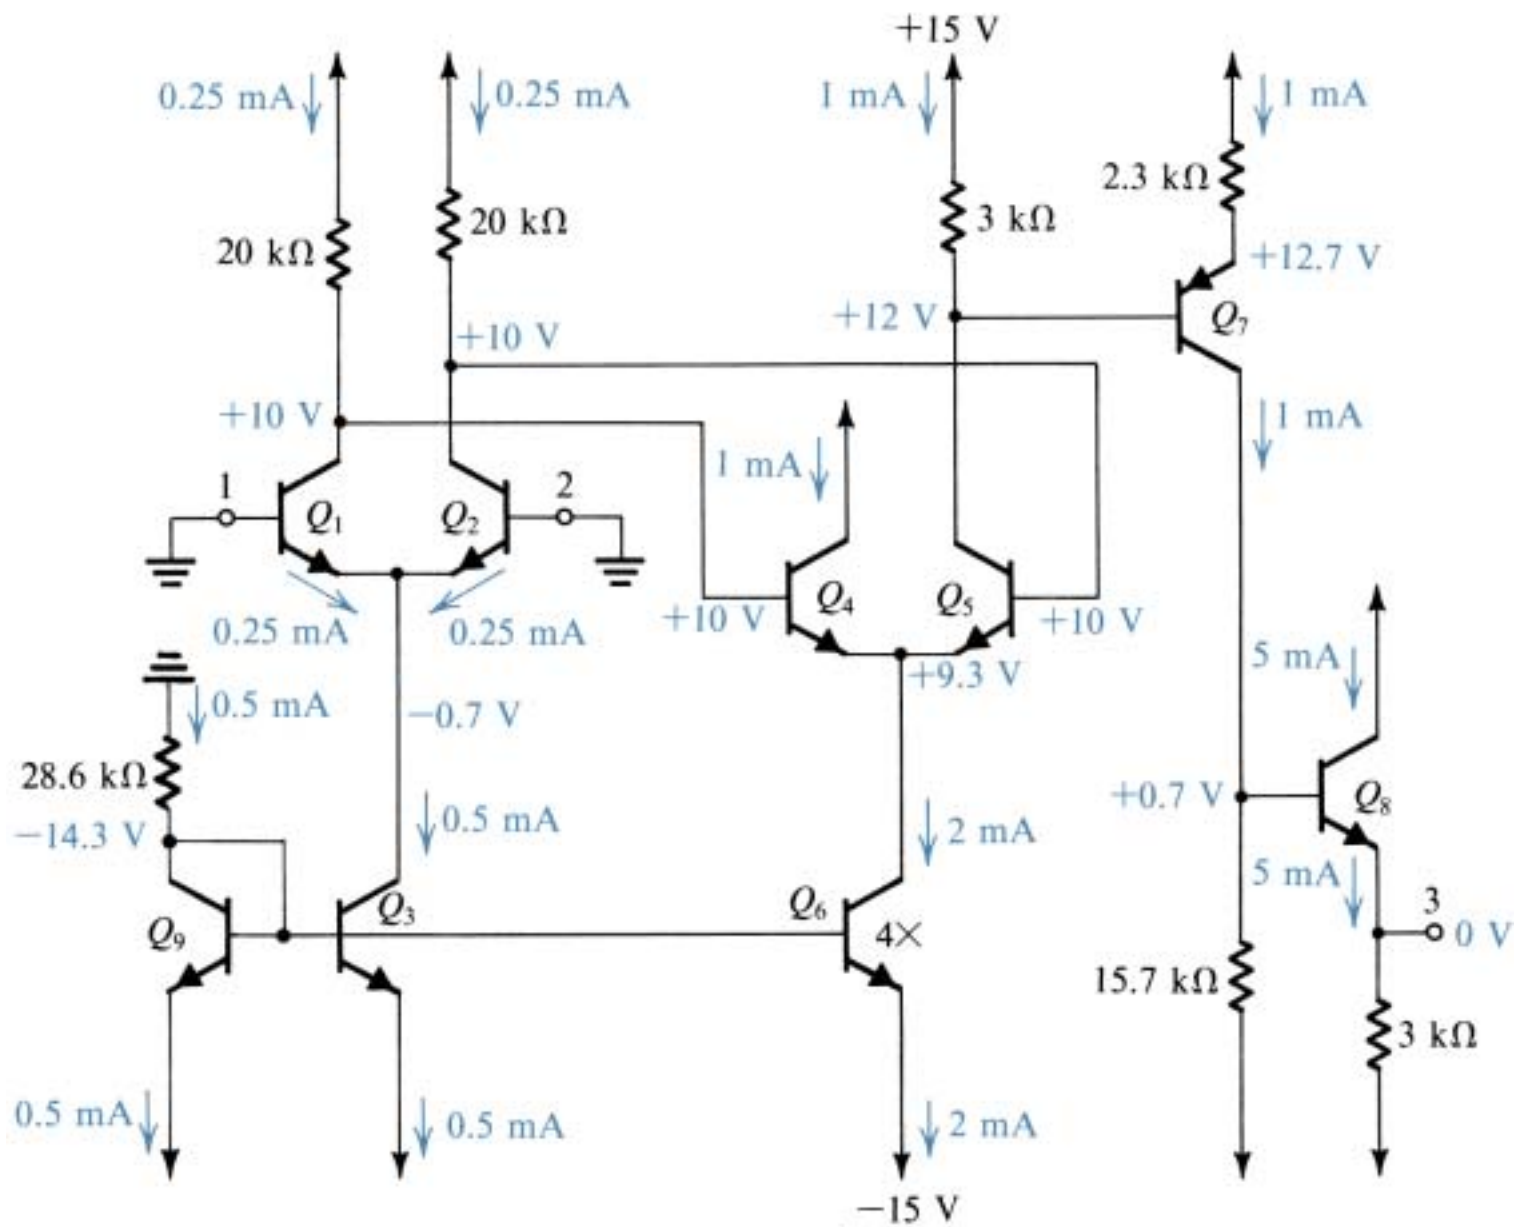 +15 V
0.25 mA
0.25 mA
1 mA
1 mA
2.3 kΩ
20 kΩ
20 kΩ
3 kΩ
+12.7 V
+12 V
Q7
+10 V
+10 V
1 mA
1 mA
1
2
Q1
Q2
Q4
Q5
+10 V
+10 V
0.25 mA
0.25 mA
+9.3 V
5 mA
0.5 mA
−0.7 V
28.6 kΩ
+0.7 V
Q8
−14.3 V
0.5 mA
2 mA
5 mA
Q9
Q3
Q6
4×
3
0 V
15.7 kΩ
3 kΩ
0.5 mA
0.5 mA
2 mA
−15 V